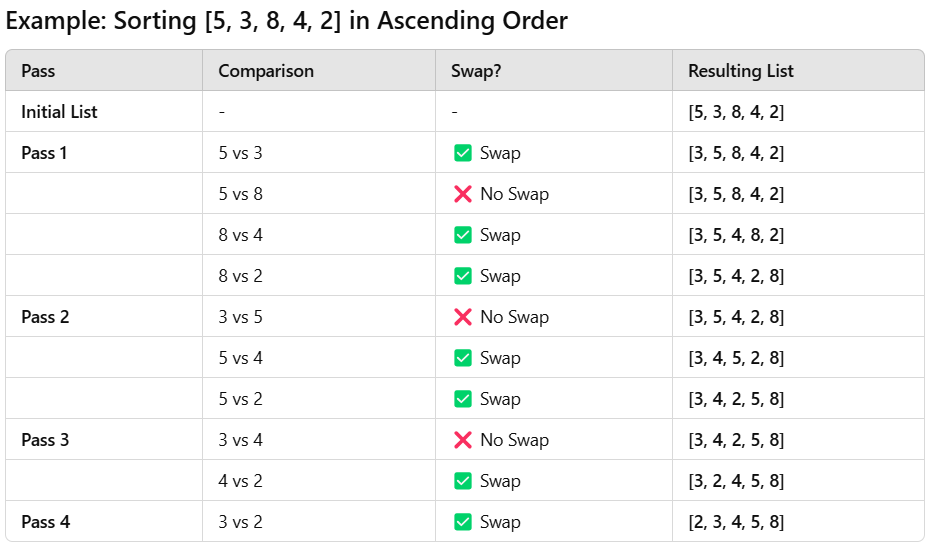 Example: Sorting [5, 3, 8, 4, 2] in Ascending Order
Pass Comparison Swap? Resulting List
Initial List - - [5, 3, 8, 4, 2]
Pass 1 5 vs 3 ✅ Swap [3, 5, 8, 4, 2]
5 vs 8 ❌ No Swap [3, 5, 8, 4, 2]
8 vs 4 ✅ Swap [3, 5, 4, 8, 2]
8 vs 2 ✅ Swap [3, 5, 4, 2, 8]
Pass 2 3 vs 5 ❌ No Swap [3, 5, 4, 2, 8]
5 vs 4 ✅ Swap [3, 4, 5, 2, 8]
5 vs 2 ✅ Swap [3, 4, 2, 5, 8]
Pass 3 3 vs 4 ❌ No Swap [3, 4, 2, 5, 8]
4 vs 2 ✅ Swap [3, 2, 4, 5, 8]
Pass 4 3 vs 2 ✅ Swap [2, 3, 4, 5, 8]